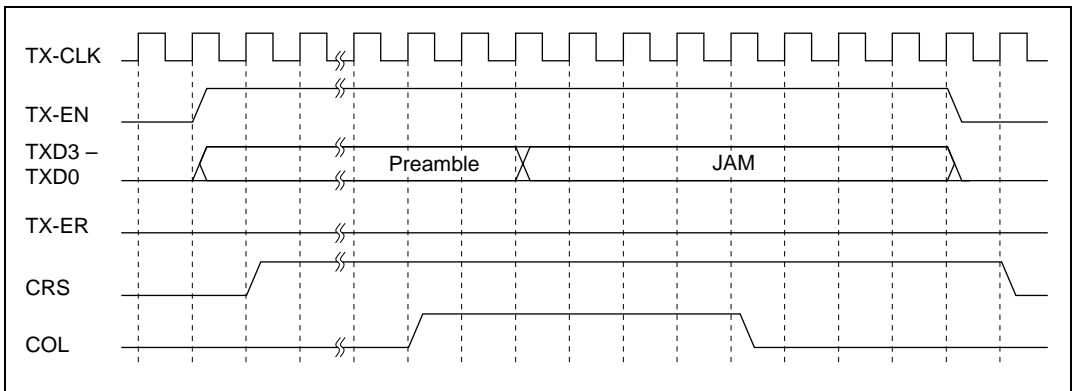 TX-CLK
TX-EN
TXD3 –
TXD0
Preamble
JAM
TX-ER
CRS
COL